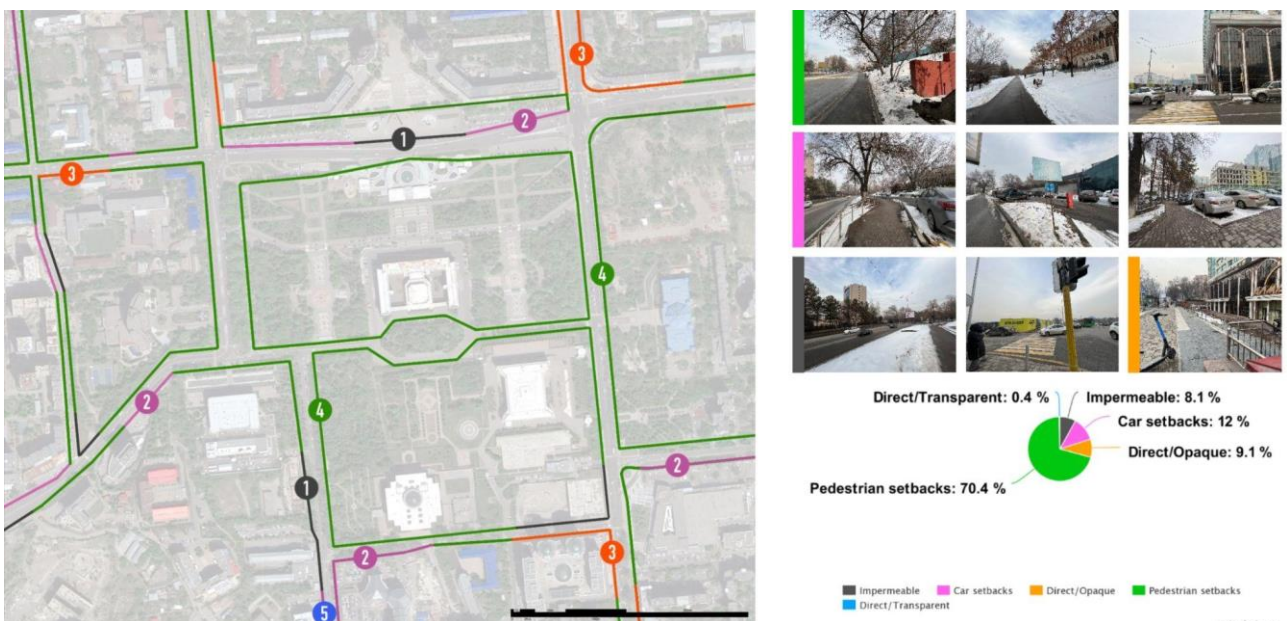 3
2
1
3
4
4
2
1
2
2
3
5
Direct/Transparent: 0.4 %
Impermeable: 8.1 %
Car setbacks: 12 %
Direct/Opaque: 9.1 %
Pedestrian setbacks: 70.4 %
Impermeable
Car setbacks
Direct/Opaque
Pedestrian setbacks
Direct/Transparent